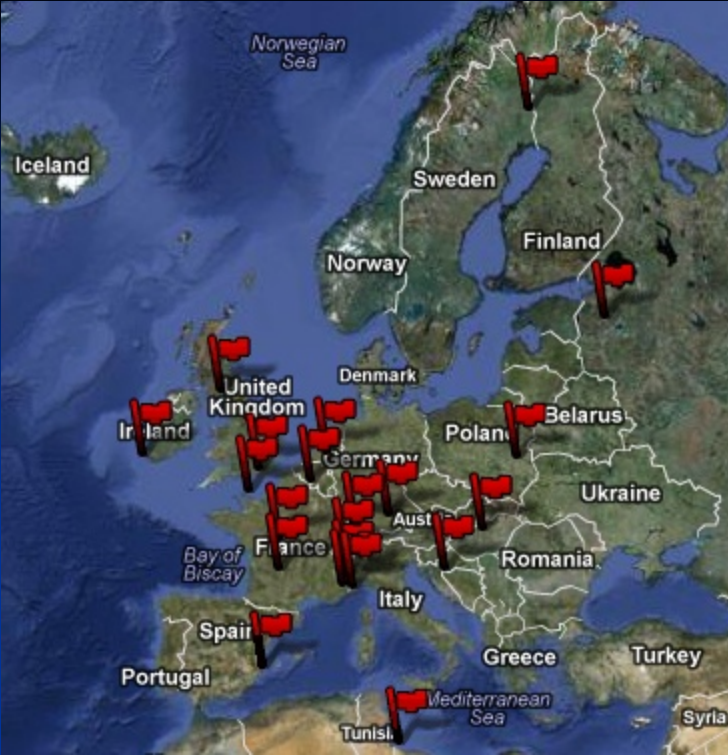 Norwegian
Sea
Iceland
Sweden
Finland
Norway
Denmark
United
Kingdom
Ireland
Belarus
Poland
Germany
Ukraine
Aust
France
Bay of
Biscay
Romania
Italy
Spain
Greece
Turkey
Portugal
Mediterranean
Sea
Tunisia
Syria